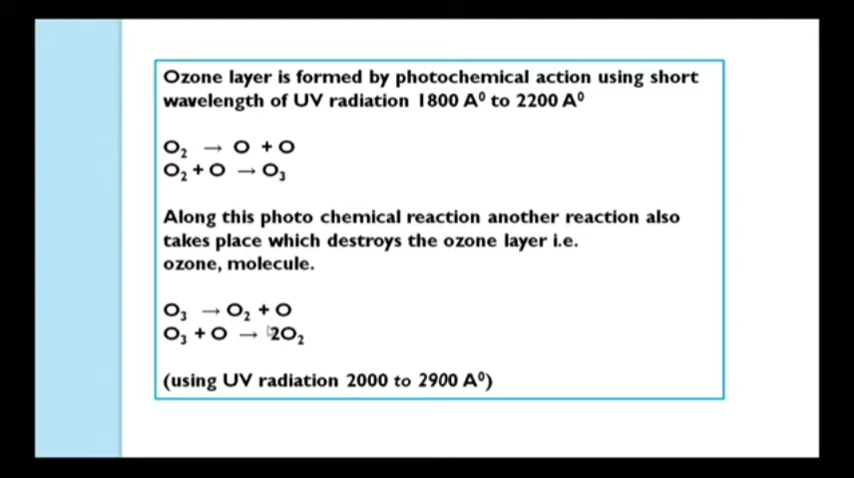 Ozone layer is formed by photochemical action using short
wavelength of UV radiation 1800 A⁰ to 2200 A⁰
O₂ → O + O
O₂ + O → O₃
Along this photo chemical reaction another reaction also
takes place which destroys the ozone layer i.e.
ozone, molecule.
O₃ → O₂ + O
O₃ + O → 2O₂
(using UV radiation 2000 to 2900 A⁰)